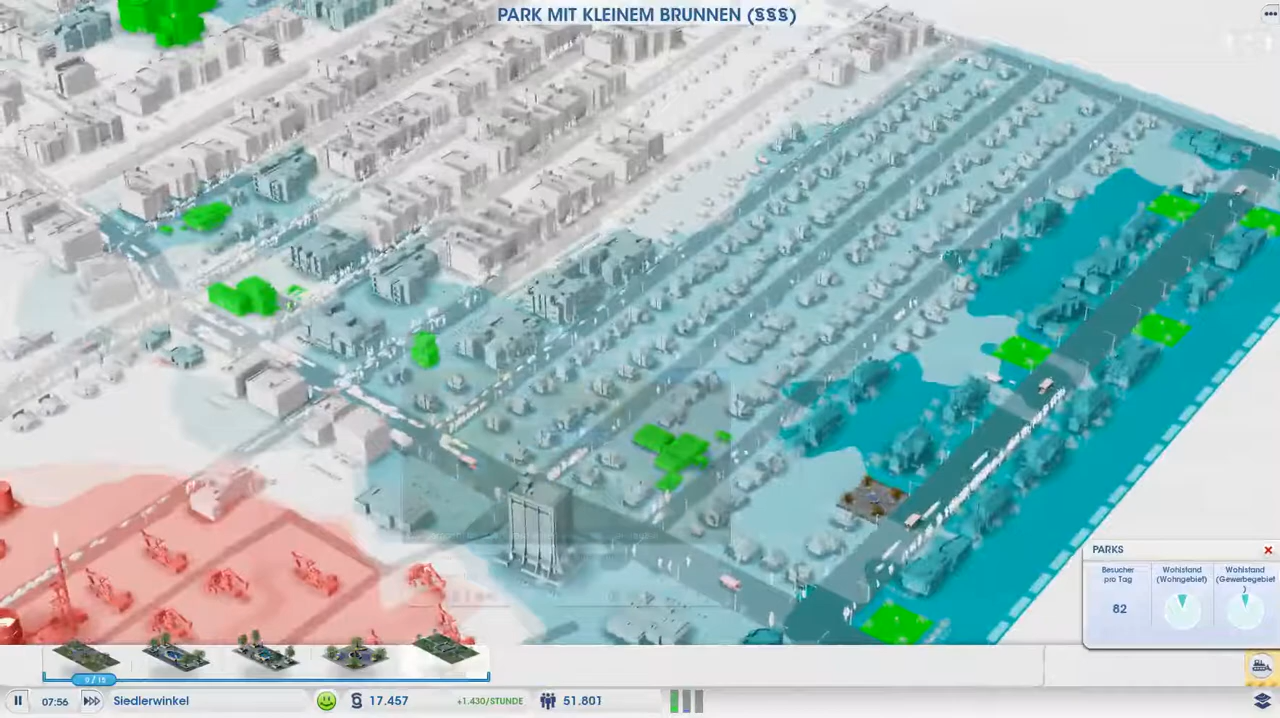 PARK MIT KLEINEM BRUNNEN (§§§)
PARKS
Besucher pro Tag
Wohlstand (Wohngebiet)
Wohlstand (Gewerbegebiet)
82
9 / 15
07:56
Siedlerwinkel
17.457
+1.430/STUNDE
51.801